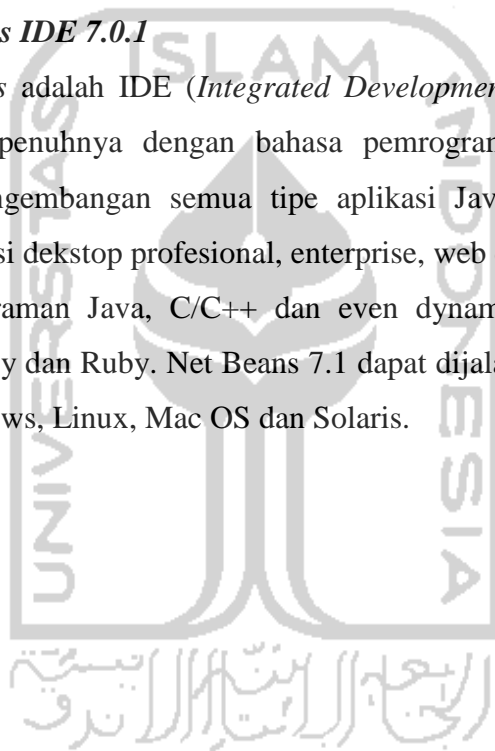 s IDE 7.0.1
s adalah IDE (Integrated Developmen
penuhnya dengan bahasa pemrogram
ngembangan semua tipe aplikasi Jav
si dekstop profesional, enterprise, web
raman Java, C/C++ dan even dynam
y dan Ruby. Net Beans 7.1 dapat dijala
ows, Linux, Mac OS dan Solaris.
ISLAM
UNIVERSITAS
INDONESIA